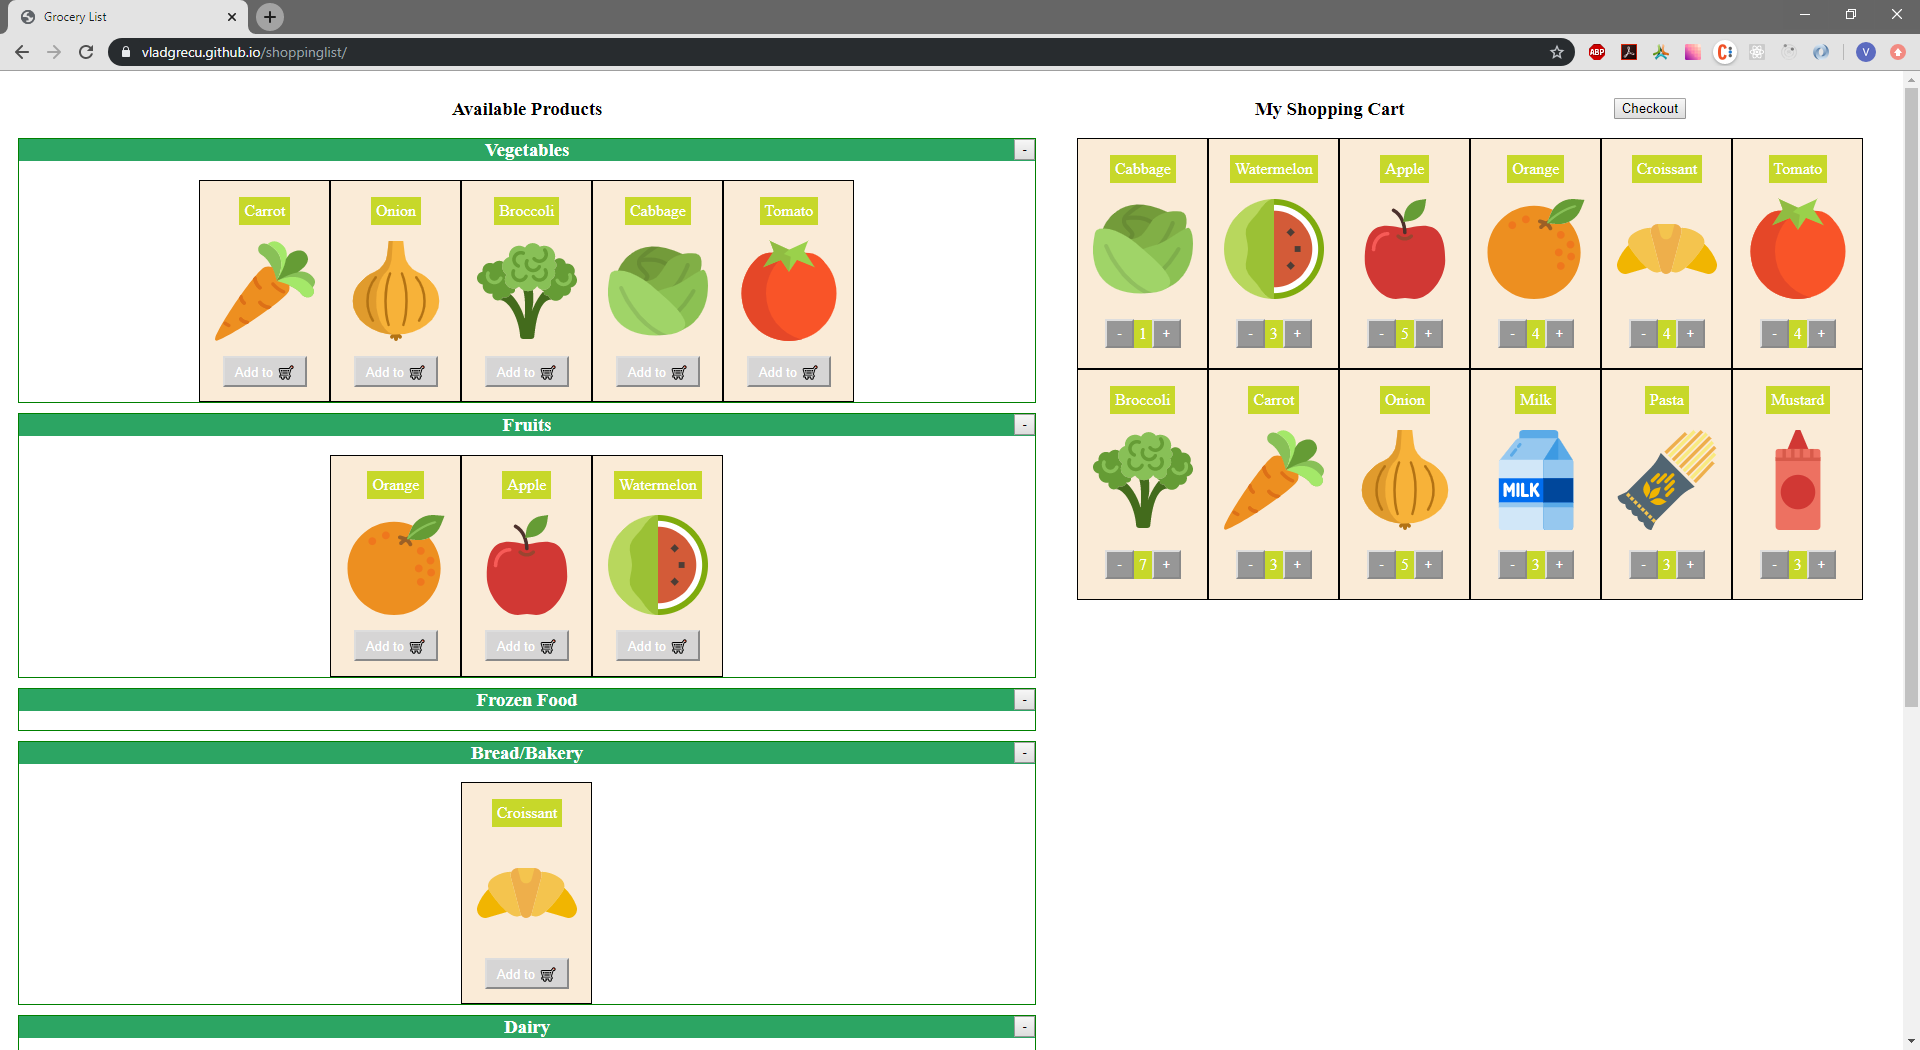 Grocery List
vladgrecu.github.io/shoppinglist/
ABP
C
V
Available Products
Vegetables
-
Carrot Onion Broccoli Cabbage Tomato
Add to Add to Add to Add to Add to
Fruits
-
Orange Apple Watermelon
Add to Add to Add to
Frozen Food
-
Bread/Bakery
-
Croissant
Add to
Dairy
-
My Shopping Cart
Checkout
Cabbage Watermelon Apple Orange Croissant Tomato
- 1 + - 3 + - 5 + - 4 + - 4 + - 4 +
Broccoli Carrot Onion Milk Pasta Mustard
MILK
- 7 + - 3 + - 5 + - 3 + - 3 + - 3 +